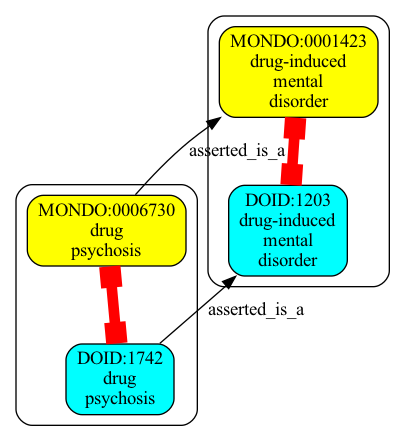 MONDO:0001423
drug-induced
mental
disorder
asserted_is_a
MONDO:0006730
drug
psychosis
DOID:1203
drug-induced
mental
disorder
asserted_is_a
DOID:1742
drug
psychosis